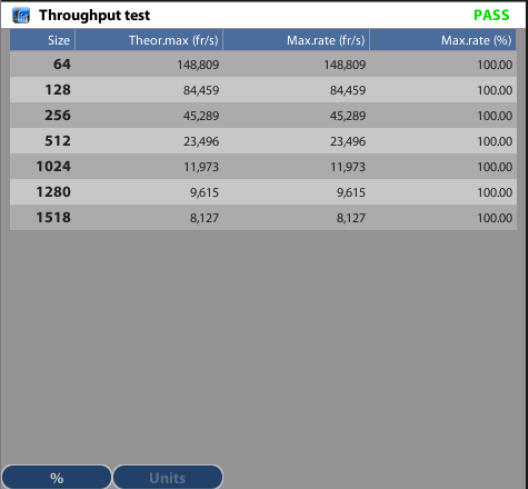 Throughput test PASS
Size Theor.max (fr/s) Max.rate (fr/s) Max.rate (%)
64 148,809 148,809 100.00
128 84,459 84,459 100.00
256 45,289 45,289 100.00
512 23,496 23,496 100.00
1024 11,973 11,973 100.00
1280 9,615 9,615 100.00
1518 8,127 8,127 100.00
% Units